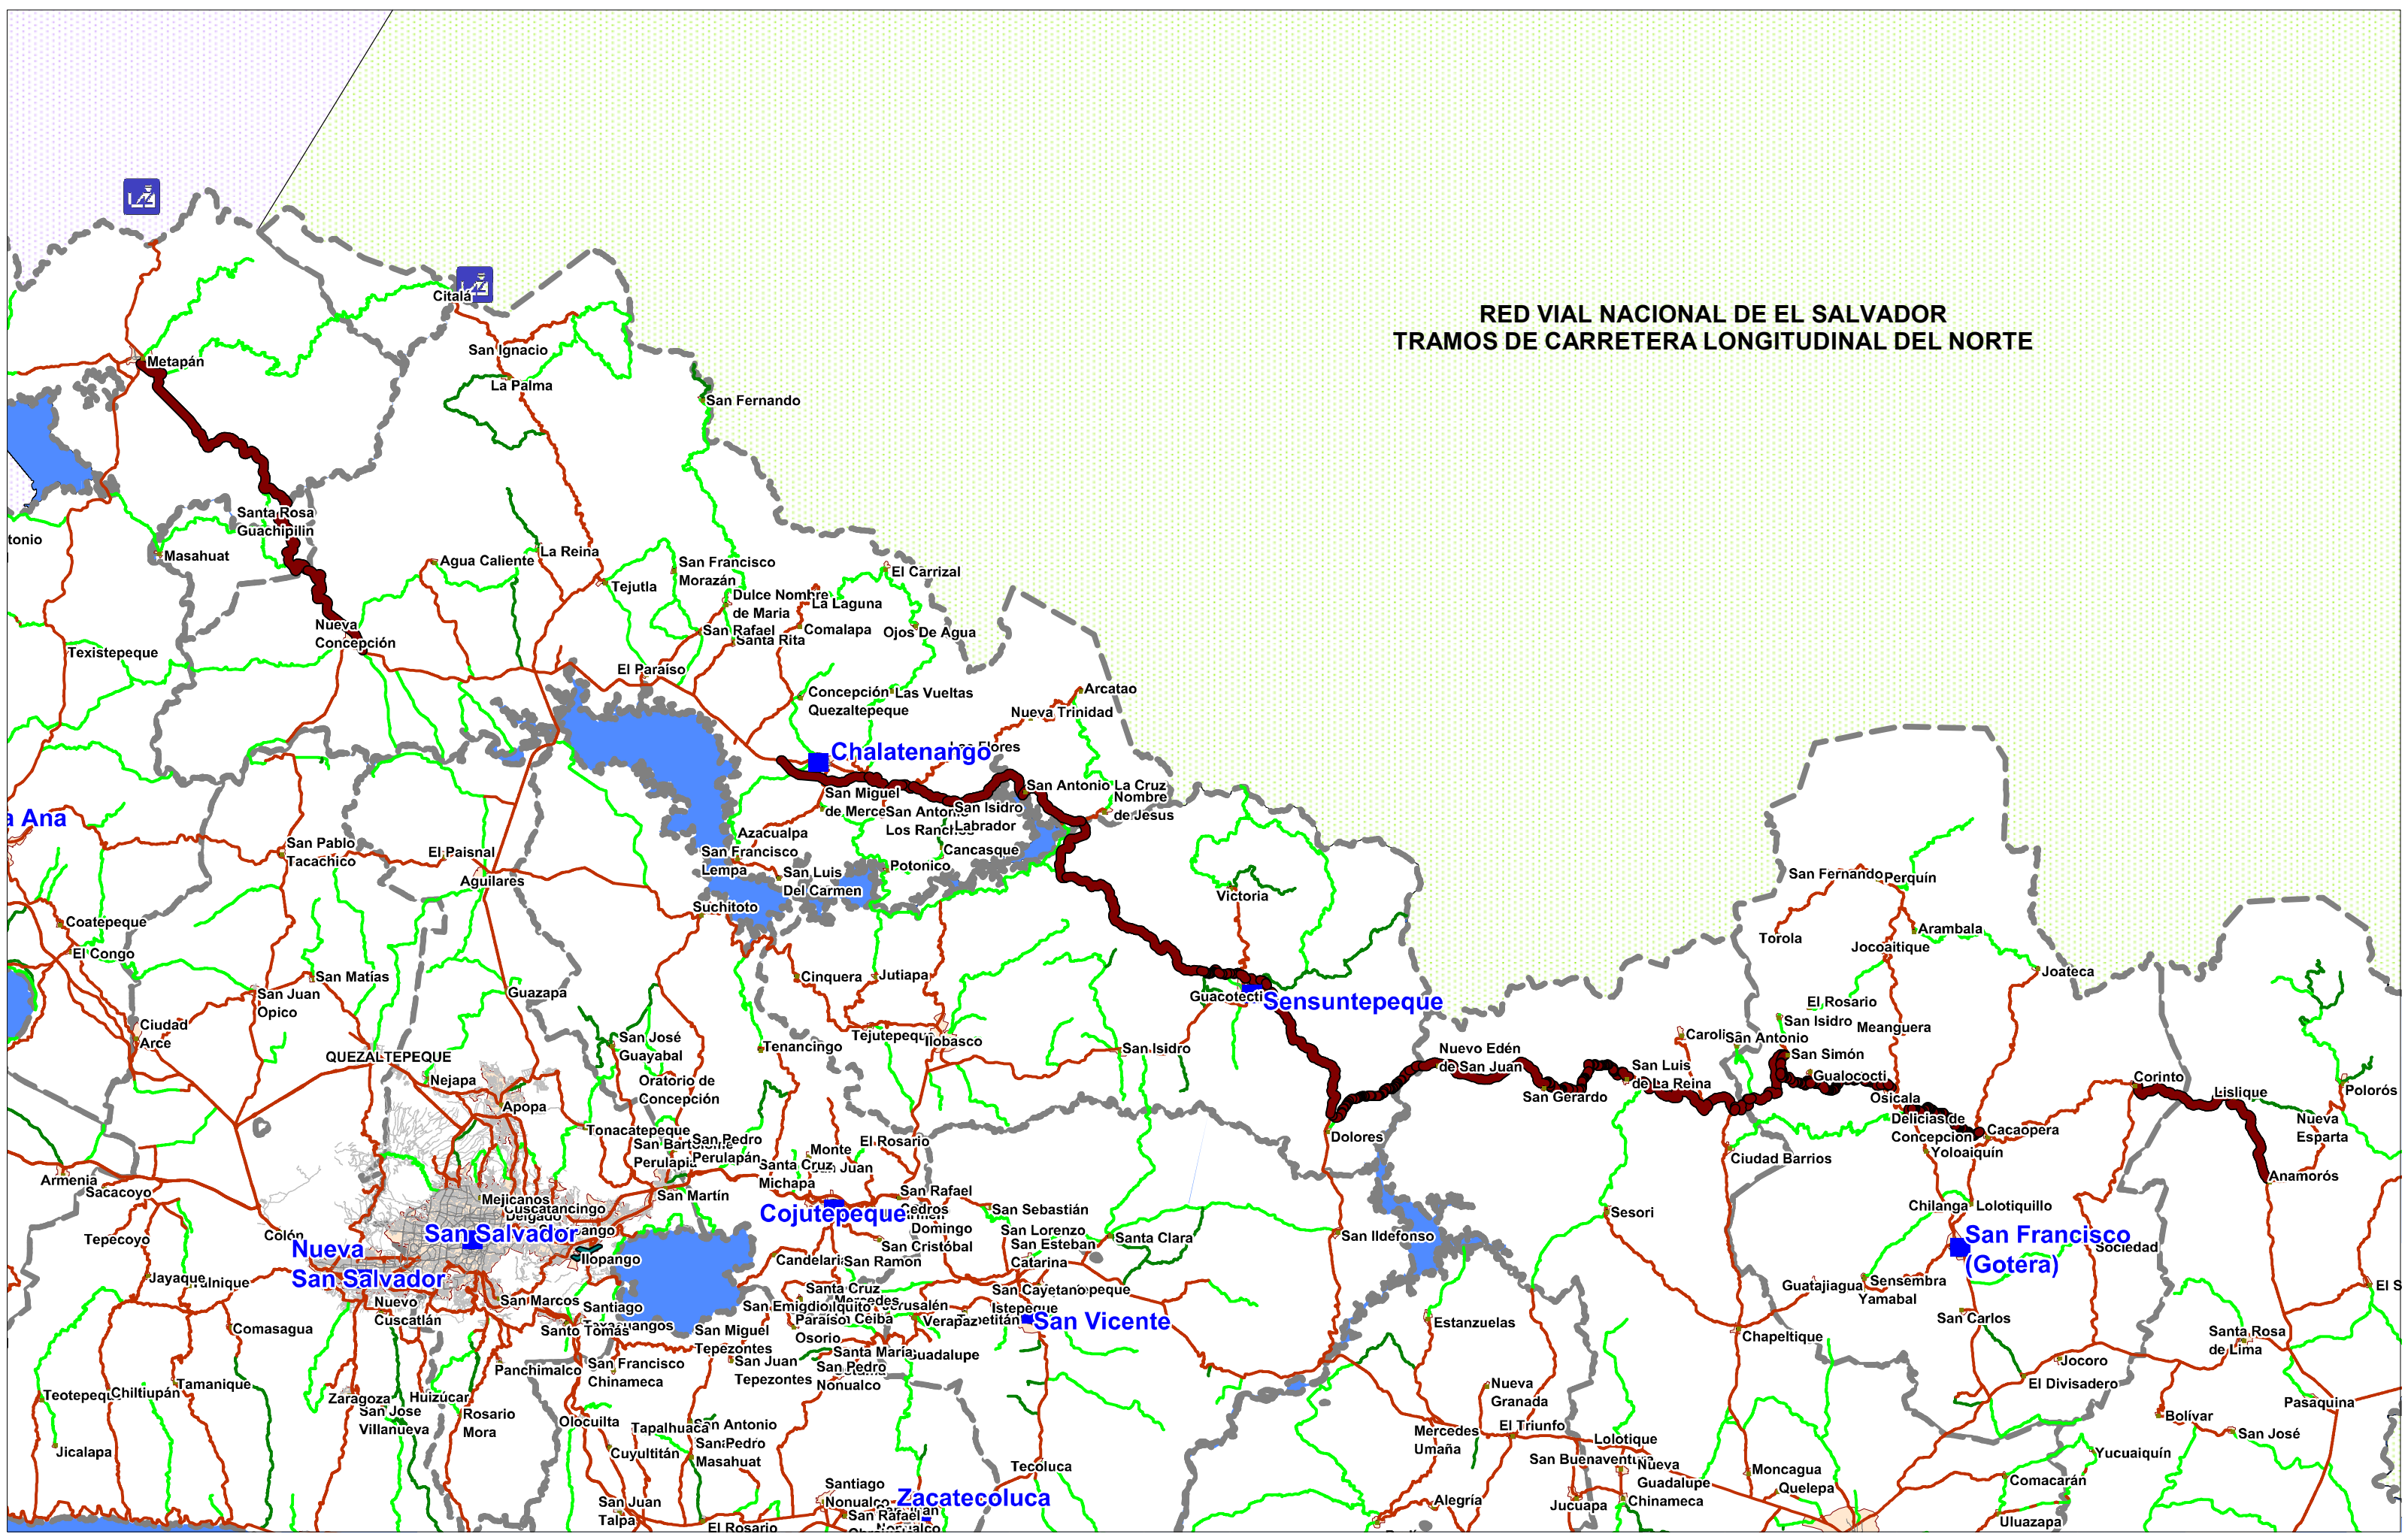 RED VIAL NACIONAL DE EL SALVADOR
TRAMOS DE CARRETERA LONGITUDINAL DEL NORTE
Citalá
San Ignacio
Metapán
La Palma
San Fernando
Santa Rosa
Guachipilin
tonio
Masahuat
Agua Caliente
La Reina
Tejutla
San Francisco
Morazán
El Carrizal
Dulce Nombre
de Maria
La Laguna
Nueva
Concepción
San Rafael
Santa Rita
Comalapa
Ojos De Agua
Texistepeque
El Paraíso
Concepción
Quezaltepeque
Las Vueltas
Arcatao
Nueva Trinidad
Chalatenango
San Antonio La Cruz
Nombre
de Jesus
San Miguel
San Isidro
Labrador
a Ana
Azacualpa
Cancasque
San Pablo
Tacachico
El Paisnal
San Francisco
Lempa
Aguilares
San Luis
Del Carmen
Potonico
Victoria
San Fernando
Perquín
Suchitoto
Coatepeque
El Congo
Torola
Jocoaitique
Arambala
San Matías
Cinquera
Jutiapa
Joateca
San Juan
Opico
Guazapa
Guacotecti
Sensuntepeque
El Rosario
San Isidro
Meanguera
Ciudad
Arce
San José
Guayabal
Tenancingo
Ilobasco
San Isidro
Nuevo Edén
de San Juan
San Antonio
San Simón
QUEZALTEPEQUE
Nejapa
Oratorio de
Concepción
San Luis
de La Reina
Gualococti
Corinto
Lislique
Polorós
San Gerardo
Osicala
Apopa
Delicias de
Concepcion
Cacaopera
Nueva
Esparta
Tonacatepeque
San Pedro
Perulapán
Perulapia
Monte
El Rosario
Dolores
Yoloaiquín
Ciudad Barrios
Anamorós
Armenia
Sacacoyo
Santa Cruz
Michapa
San Martín
San Rafael
Mejicanos
Cuscatancingo
Cojutepeque
San Sebastián
Sesori
Chilanga
Lolotiquillo
Tepecoyo
Colón
San Salvador
Nueva
San Salvador
Ilopango
Domingo
San Cristóbal
San Lorenzo
San Esteban
Catarina
Santa Clara
San Ildefonso
San Francisco
(Gotera)
Sociedad
Jayaque
San Ramon
Guatajiagua
Sensembra
Yamabal
El S
Nuevo
Cuscatlán
San Marcos
Santiago
Santa Cruz
Istepeque
Comasagua
Santo Tomás
San Emigdio
Osorio
Verapaz
San Vicente
Estanzuelas
San Carlos
Chapeltique
Santa Rosa
de Lima
San Miguel
Tepezontes
Panchimalco
San Francisco
Chinameca
San Juan
Tepezontes
Santa María
San Pedro
Nonualco
Guadalupe
Jocoro
El Divisadero
Chiltiupán
Tamanique
Zaragoza
San Jose
Villanueva
Huizúcar
Rosario
Mora
Nueva
Granada
Pasaquina
Bolívar
San José
Jicalapa
Olocuilta
Cuyultitán
Tapalhuaca
San Antonio
San Pedro
Masahuat
Mercedes
Umaña
El Triunfo
Lolotique
Yucuaiquín
Tecoluca
Nueva
Guadalupe
Chinameca
Moncagua
Quelepa
Comacarán
San Juan
Talpa
Santiago
Nonualco
Zacatecoluca
Alegría
Jucuapa
Uluazapa
San Rafael
El Rosario